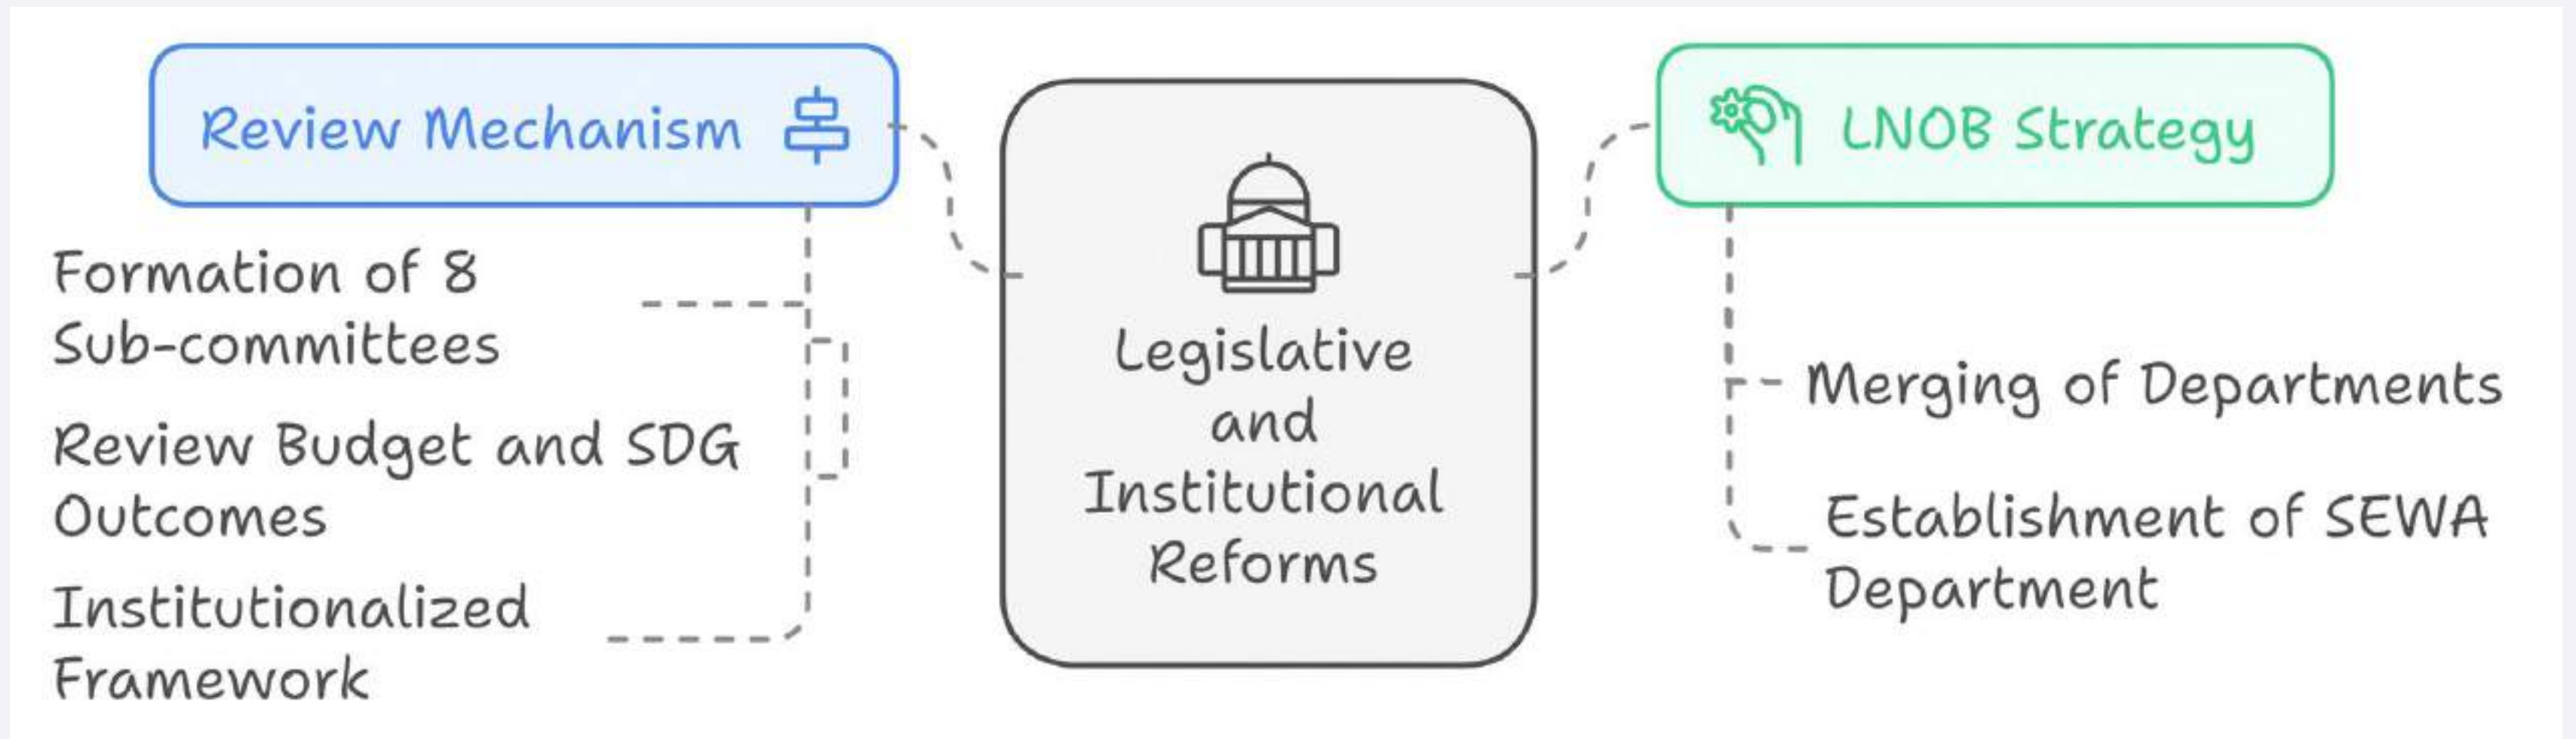 Review Mechanism
Formation of 8
Sub-committees
Review Budget and SDG
Outcomes
Institutionalized
Framework
Legislative
and
Institutional
Reforms
LNOB Strategy
Merging of Departments
Establishment of SEWA
Department